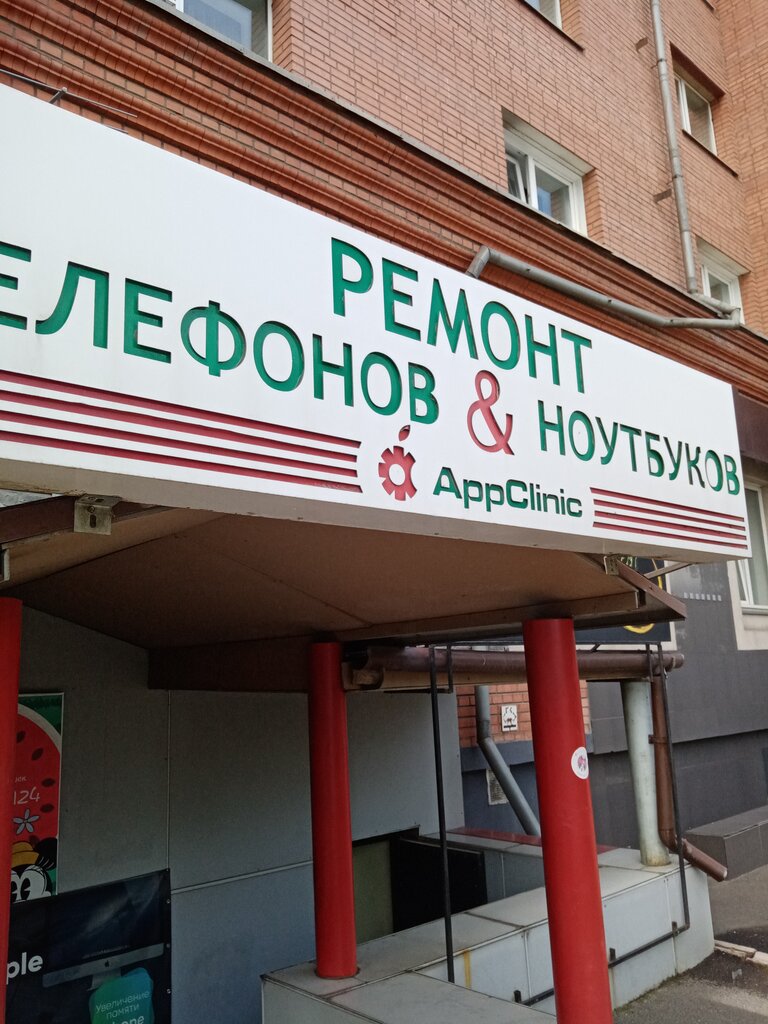 РЕМОНТ
ЕЛЕФОНОВ & НОУТБУКОВ
AppClinic
124
ple
Увеличение
памяти